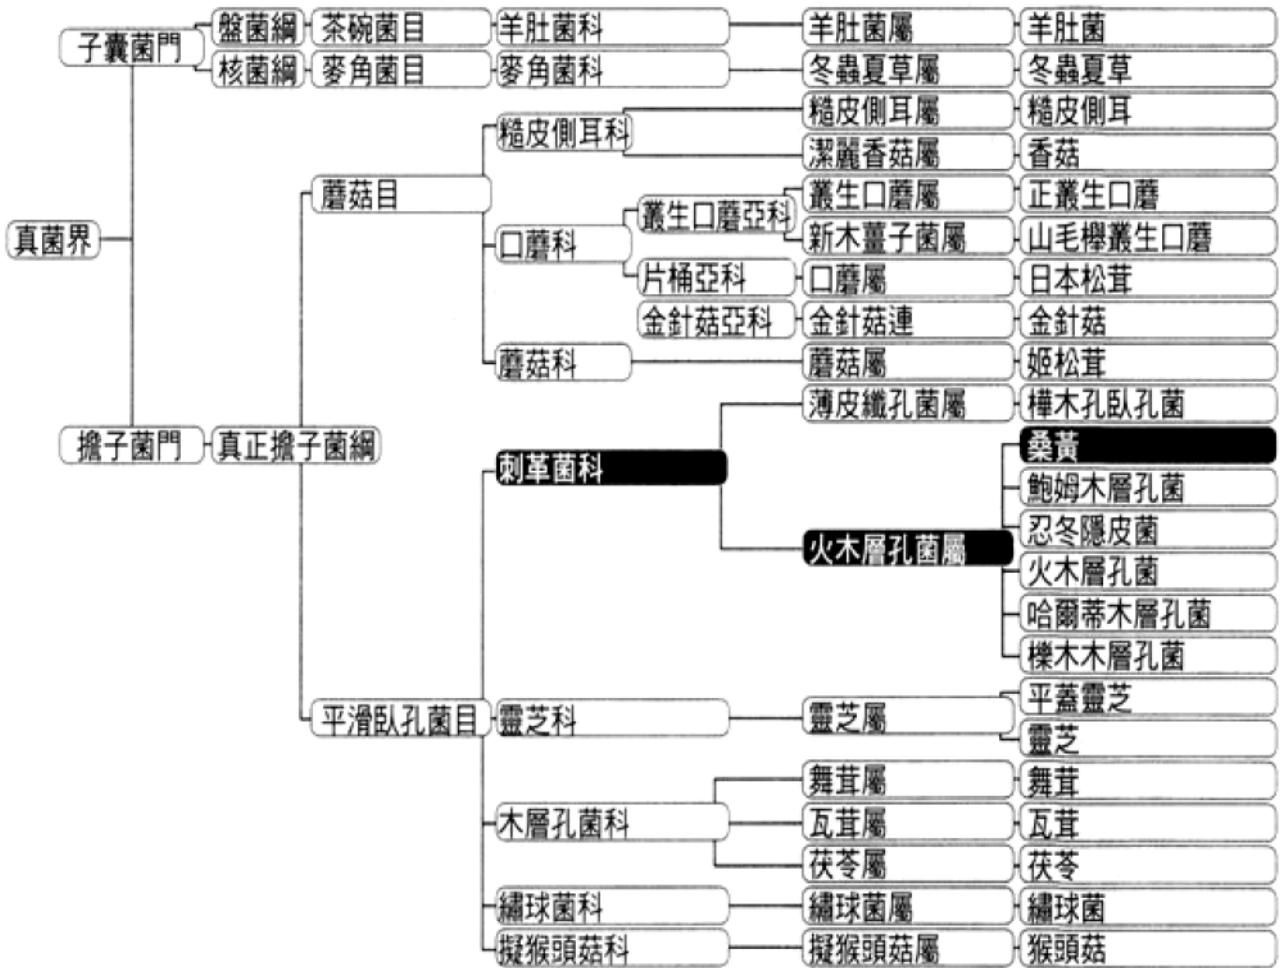 子囊菌門
盤菌綱
茶碗菌目
羊肚菌科
羊肚菌屬
羊肚菌
核菌綱
麥角菌目
麥角菌科
冬蟲夏草屬
冬蟲夏草
糙皮側耳科
糙皮側耳屬
糙皮側耳
潔麗香菇屬
香菇
蘑菇目
叢生口蘑亞科
叢生口蘑屬
正叢生口蘑
真菌界
口蘑科
新木薑子菌屬
山毛櫸叢生口蘑
片桶亞科
口蘑屬
日本松茸
金針菇亞科
金針菇連
金針菇
蘑菇科
蘑菇屬
姬松茸
薄皮纖孔菌屬
樺木孔臥孔菌
擔子菌門
真正擔子菌綱
桑黃
刺革菌科
鮑姆木層孔菌
忍冬隱皮菌
火木層孔菌屬
火木層孔菌
哈爾蒂木層孔菌
櫟木木層孔菌
平滑臥孔菌目
靈芝科
靈芝屬
平蓋靈芝
靈芝
舞茸屬
舞茸
木層孔菌科
瓦茸屬
瓦茸
茯苓屬
茯苓
繡球菌科
繡球菌屬
繡球菌
擬猴頭菇科
擬猴頭菇屬
猴頭菇